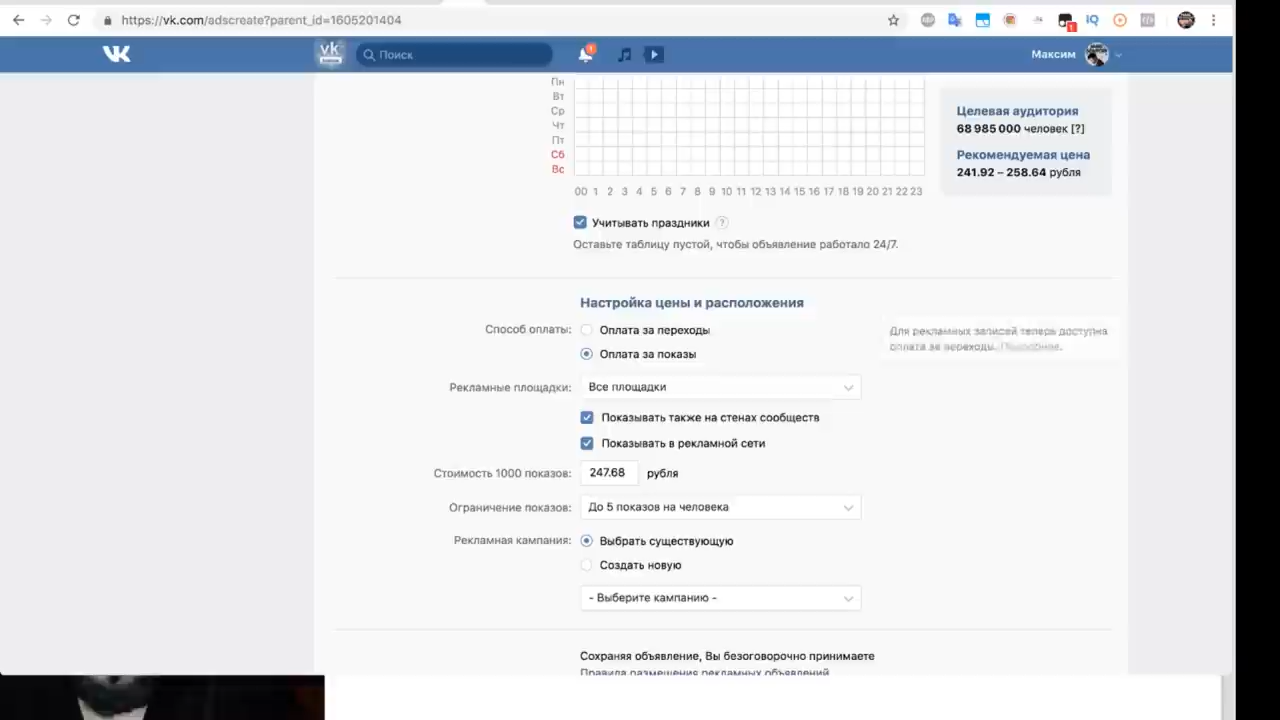 https://vk.com/adscreate?parent_id=1605201404
Поиск
1
Максим
Пн
Вт
Ср
Чт
Пт
Сб
Вс
00 1 2 3 4 5 6 7 8 9 10 11 12 13 14 15 16 17 18 19 20 21 22 23
Целевая аудитория
68 985 000 человек [?]
Рекомендуемая цена
241.92 – 258.64 рубля
Учитывать праздники ?
Оставьте таблицу пустой, чтобы объявление работало 24/7.
Настройка цены и расположения
Способ оплаты: Оплата за переходы
Оплата за показы
Для рекламных записей теперь доступна
оплата за переходы. Подробнее.
Рекламные площадки: Все площадки
Показывать также на стенах сообществ
Показывать в рекламной сети
Стоимость 1000 показов: 247.68 рубля
Ограничение показов: До 5 показов на человека
Рекламная кампания: Выбрать существующую
Создать новую
- Выберите кампанию -
Сохраняя объявление, Вы безоговорочно принимаете
Правила размещения рекламных объявлений